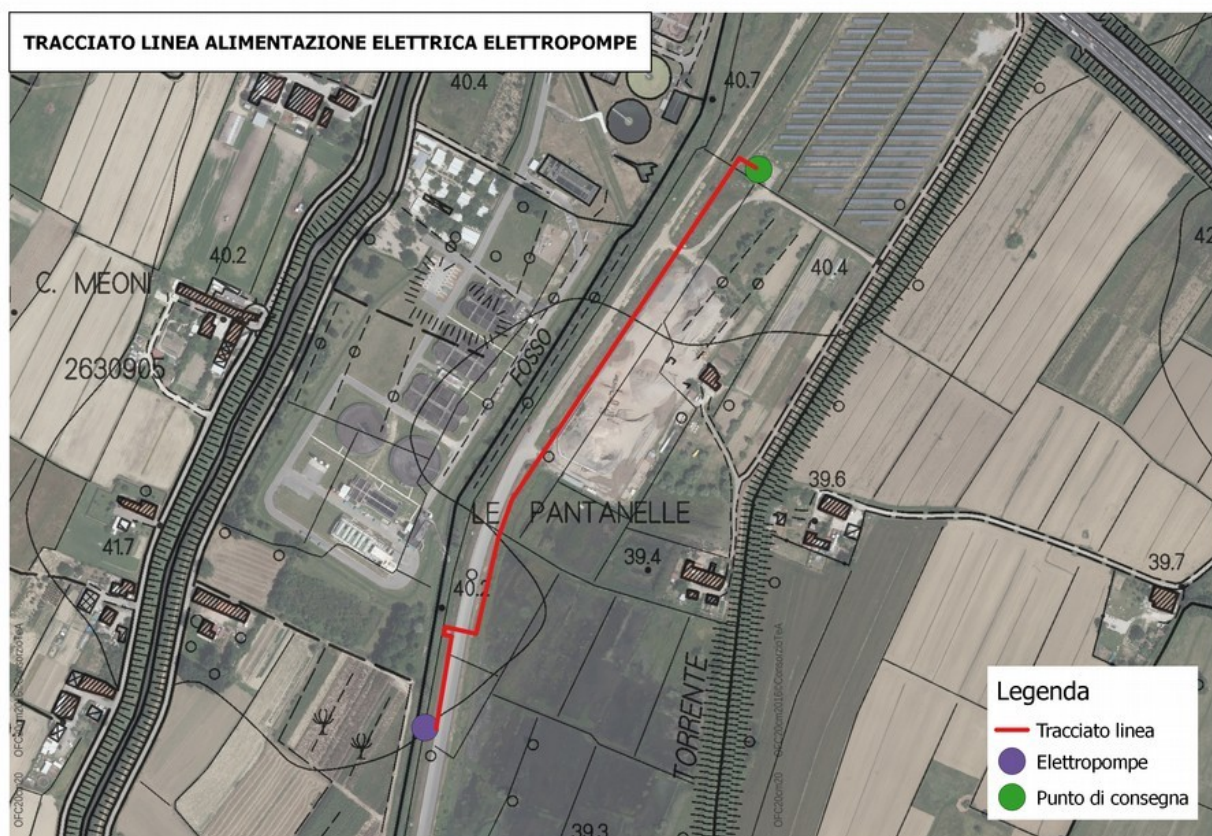 TRACCIATO LINEA ALIMENTAZIONE ELETTRICA ELETTROPOMPE
40.4
40.7
40.2
C. MEONI
2630905
40.4
42
FOSSO
LE PANTANELLE
39.6
41.7
39.4
40.2
39.7
TORRENTE
39.3
Legenda
Tracciato linea
Elettropompe
Punto di consegna